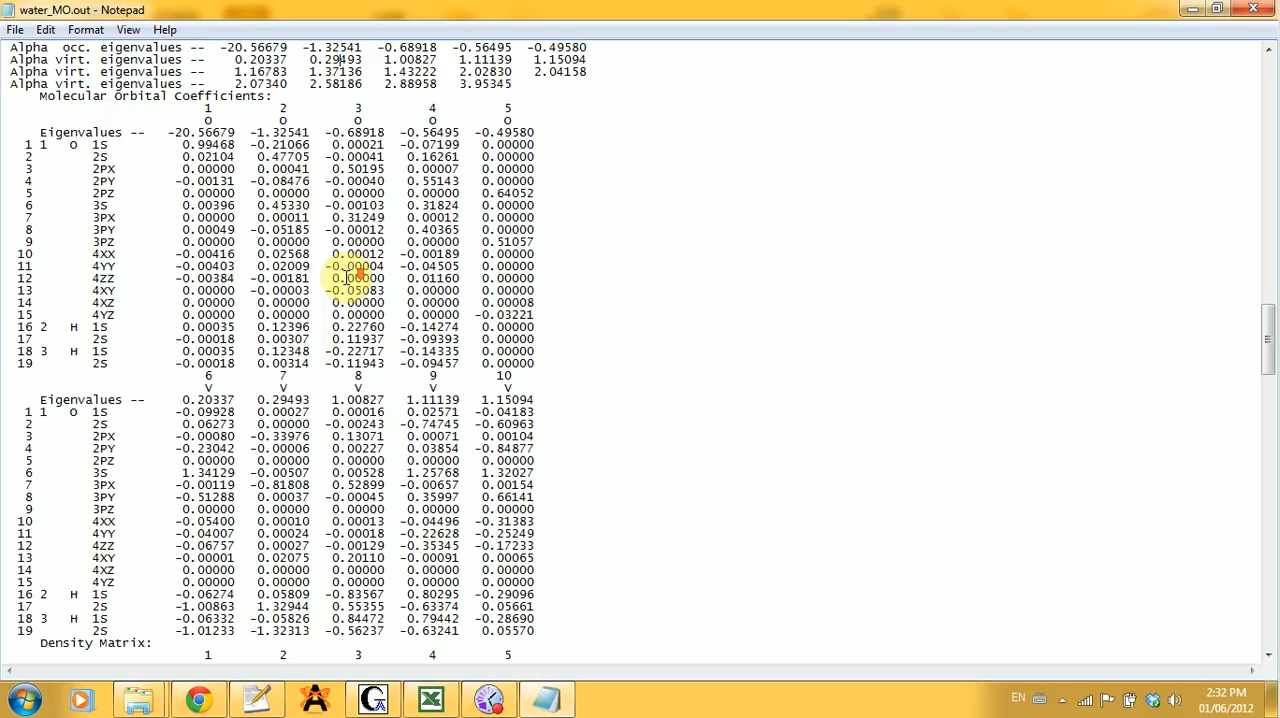 water_MO.out - Notepad
File Edit Format View Help
Alpha occ. eigenvalues -- -20.56679 -1.32541 -0.68918 -0.56495 -0.49580
Alpha virt. eigenvalues -- 0.20337 0.29493 1.00827 1.11139 1.15094
Alpha virt. eigenvalues -- 1.16783 1.37136 1.43222 2.02830 2.04158
Alpha virt. eigenvalues -- 2.07340 2.58186 2.88958 3.95345
Molecular Orbital Coefficients:
1 2 3 4 5
O O O O O
Eigenvalues -- -20.56679 -1.32541 -0.68918 -0.56495 -0.49580
1 1 O 1S 0.99468 -0.21066 0.00021 -0.07199 0.00000
2 2S 0.02104 0.47705 -0.00041 0.16261 0.00000
3 2PX 0.00000 0.00041 0.50195 0.00007 0.00000
4 2PY -0.00131 -0.08476 -0.00040 0.55143 0.00000
5 2PZ 0.00000 0.00000 0.00000 0.00000 0.64052
6 3S 0.00396 0.45330 -0.00103 0.31824 0.00000
7 3PX 0.00000 0.00011 0.31249 0.00012 0.00000
8 3PY 0.00049 -0.05185 -0.00012 0.40365 0.00000
9 3PZ 0.00000 0.00000 0.00000 0.00000 0.51057
10 4XX -0.00416 0.02568 0.00012 -0.00189 0.00000
11 4YY -0.00403 0.02009 -0.00004 -0.04505 0.00000
12 4ZZ -0.00384 -0.00181 0.00000 0.01160 0.00000
13 4XY 0.00000 -0.00003 -0.05083 0.00000 0.00000
14 4XZ 0.00000 0.00000 0.00000 0.00000 0.00008
15 4YZ 0.00000 0.00000 0.00000 0.00000 -0.03221
16 2 H 1S 0.00035 0.12396 0.22760 -0.14274 0.00000
17 2S -0.00018 0.00307 0.11937 -0.09393 0.00000
18 3 H 1S 0.00035 0.12348 -0.22717 -0.14335 0.00000
19 2S -0.00018 0.00314 -0.11943 -0.09457 0.00000
6 7 8 9 10
V V V V V
Eigenvalues -- 0.20337 0.29493 1.00827 1.11139 1.15094
1 1 O 1S -0.09928 0.00027 0.00016 0.02571 -0.04183
2 2S 0.06273 0.00000 -0.00243 -0.74745 -0.60963
3 2PX -0.00080 -0.33976 0.13071 0.00071 0.00104
4 2PY -0.23042 -0.00006 0.00227 0.03854 -0.84877
5 2PZ 0.00000 0.00000 0.00000 0.00000 0.00000
6 3S 1.34129 -0.00507 0.00528 1.25768 1.32027
7 3PX -0.00119 -0.81808 0.52899 -0.00657 0.00154
8 3PY -0.51288 0.00037 -0.00045 0.35997 0.66141
9 3PZ 0.00000 0.00000 0.00000 0.00000 0.00000
10 4XX -0.05400 0.00010 0.00013 -0.04496 -0.31383
11 4YY -0.04007 0.00024 -0.00018 -0.22628 -0.25249
12 4ZZ -0.06757 0.00027 -0.00129 -0.35345 -0.17233
13 4XY -0.00001 0.02075 0.20110 -0.00091 0.00065
14 4XZ 0.00000 0.00000 0.00000 0.00000 0.00000
15 4YZ 0.00000 0.00000 0.00000 0.00000 0.00000
16 2 H 1S -0.06274 0.05809 -0.83567 0.80295 -0.29096
17 2S -1.00863 1.32944 0.55355 -0.63374 0.05661
18 3 H 1S -0.06332 -0.05826 0.84472 0.79442 -0.28690
19 2S -1.01233 -1.32313 -0.56237 -0.63241 0.05570
Density Matrix:
1 2 3 4 5
EN
2:32 PM
01/06/2012